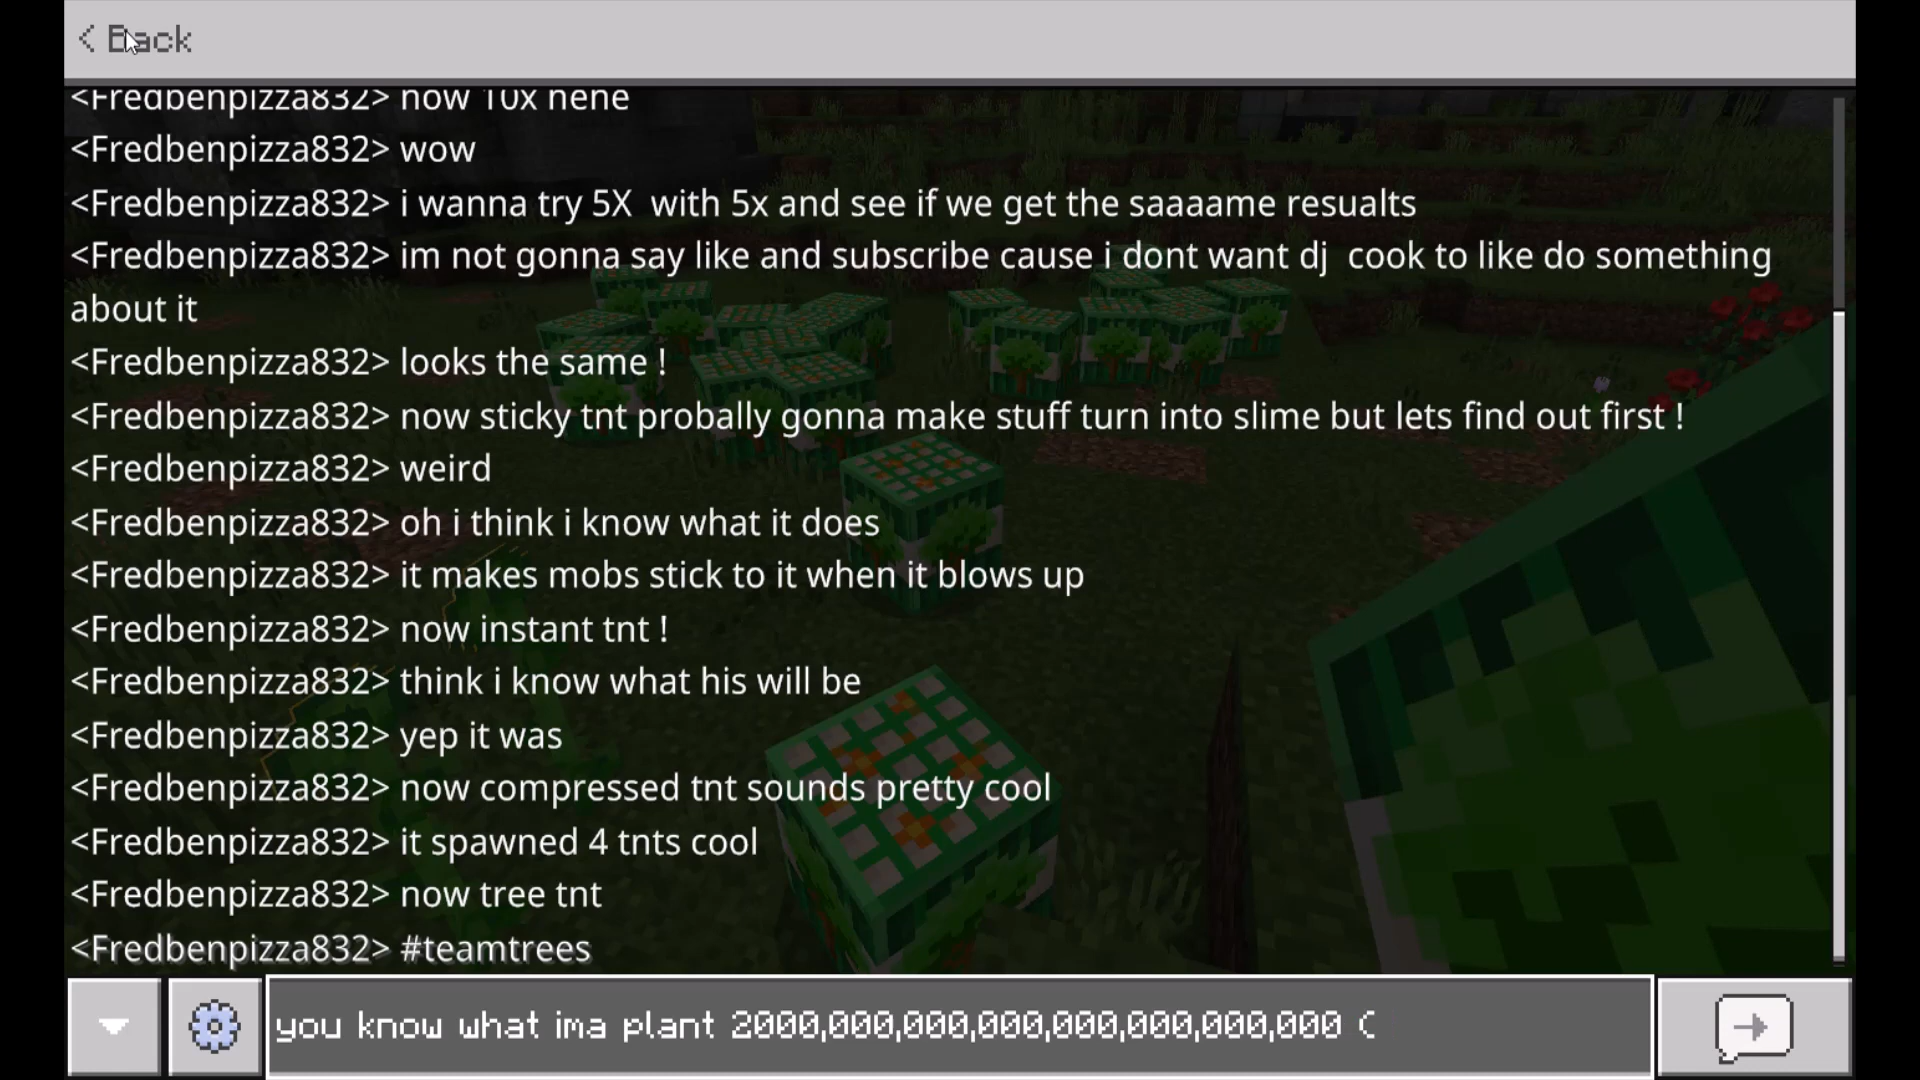 < Back
<Fredbenpizza832> now 10x hehe
<Fredbenpizza832> wow
<Fredbenpizza832> i wanna try 5X  with 5x and see if we get the saaaame resualts
<Fredbenpizza832> im not gonna say like and subscribe cause i dont want dj  cook to like do something
about it
<Fredbenpizza832> looks the same !
<Fredbenpizza832> now sticky tnt probally gonna make stuff turn into slime but lets find out first !
<Fredbenpizza832> weird
<Fredbenpizza832> oh i think i know what it does
<Fredbenpizza832> it makes mobs stick to it when it blows up
<Fredbenpizza832> now instant tnt !
<Fredbenpizza832> think i know what his will be
<Fredbenpizza832> yep it was
<Fredbenpizza832> now compressed tnt sounds pretty cool
<Fredbenpizza832> it spawned 4 tnts cool
<Fredbenpizza832> now tree tnt
<Fredbenpizza832> #teamtrees
you know what ima plant 2000,000,000,000,000,000,000,000 C